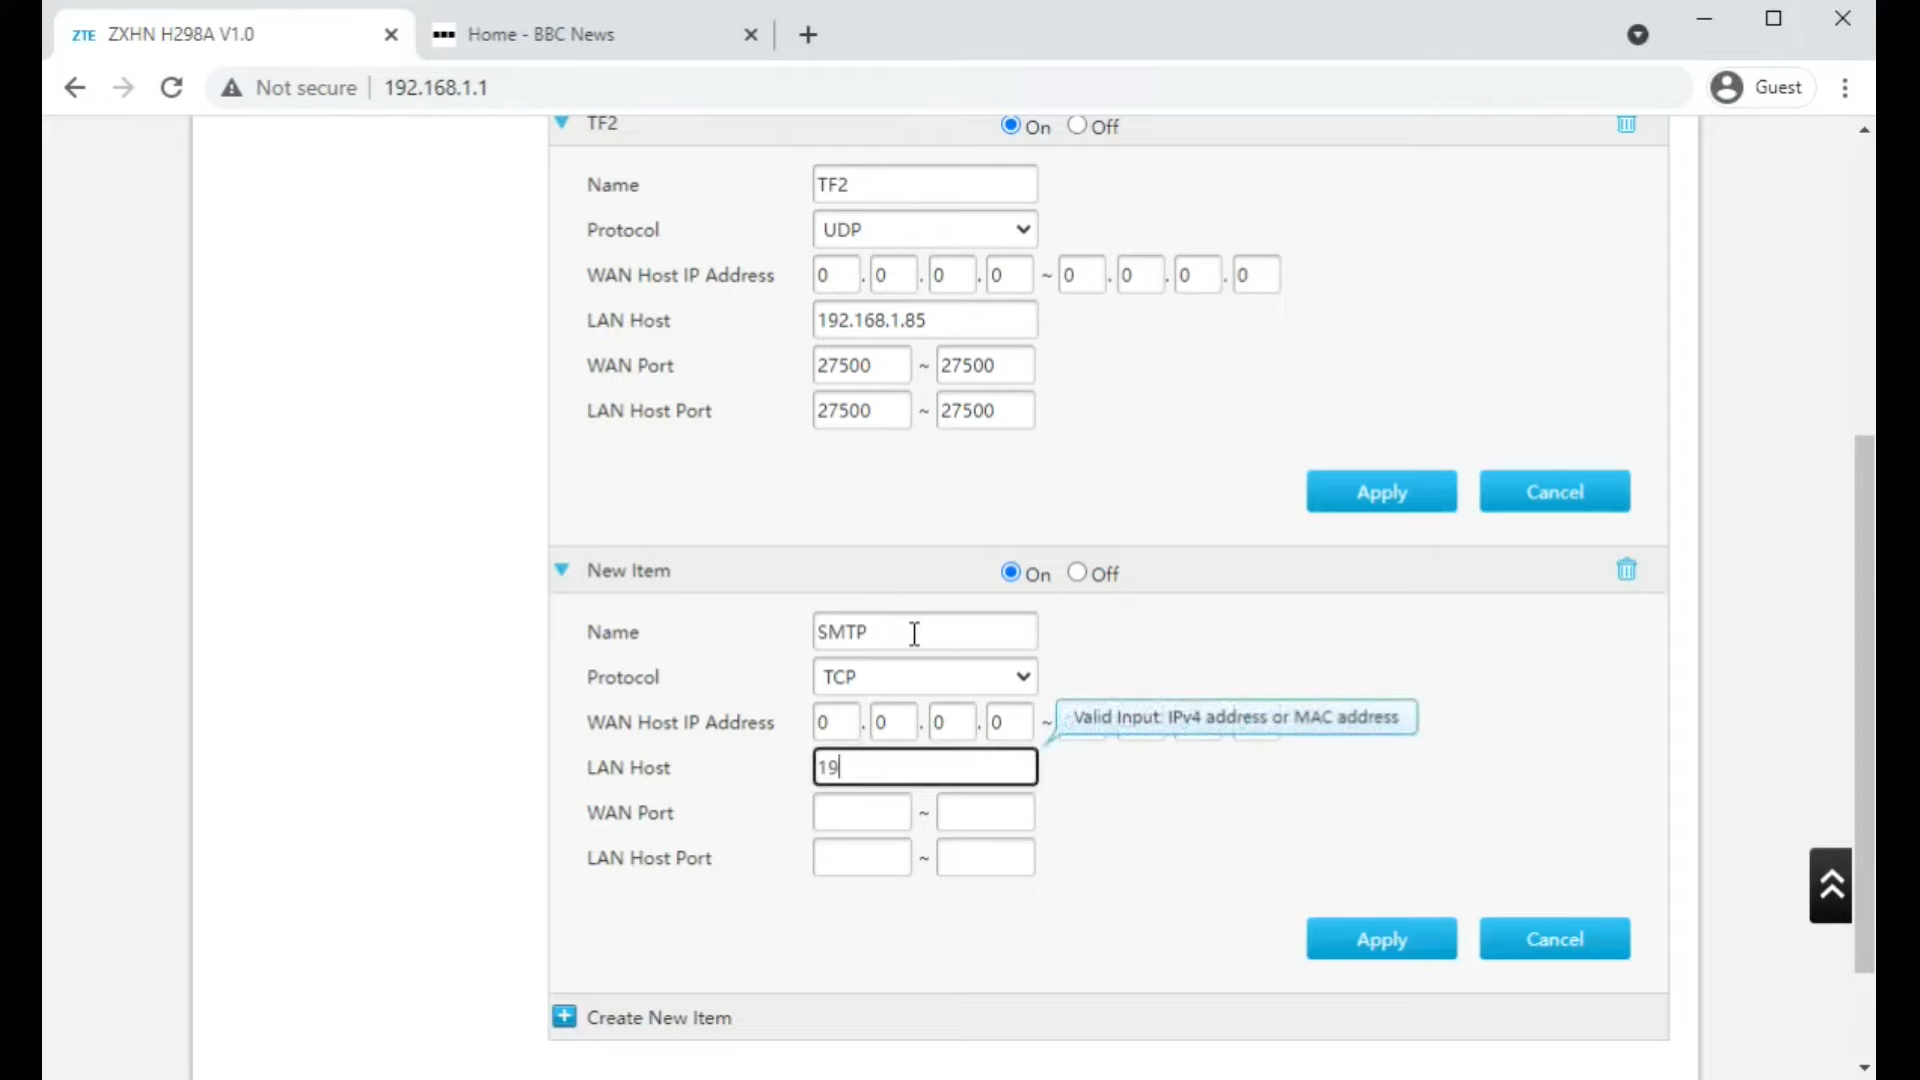 ZTE ZXHN H298A V1.0
Home - BBC News
Not secure 192.168.1.1
Guest
TF2 On Off
Name TF2
Protocol UDP
WAN Host IP Address 0 . 0 . 0 . 0 ~ 0 . 0 . 0 . 0
LAN Host 192.168.1.85
WAN Port 27500 ~ 27500
LAN Host Port 27500 ~ 27500
Apply Cancel
New Item On Off
Name SMTP
Protocol TCP
WAN Host IP Address 0 . 0 . 0 . 0 ~ Valid Input: IPv4 address or MAC address
LAN Host 19
WAN Port ~
LAN Host Port ~
Apply Cancel
Create New Item